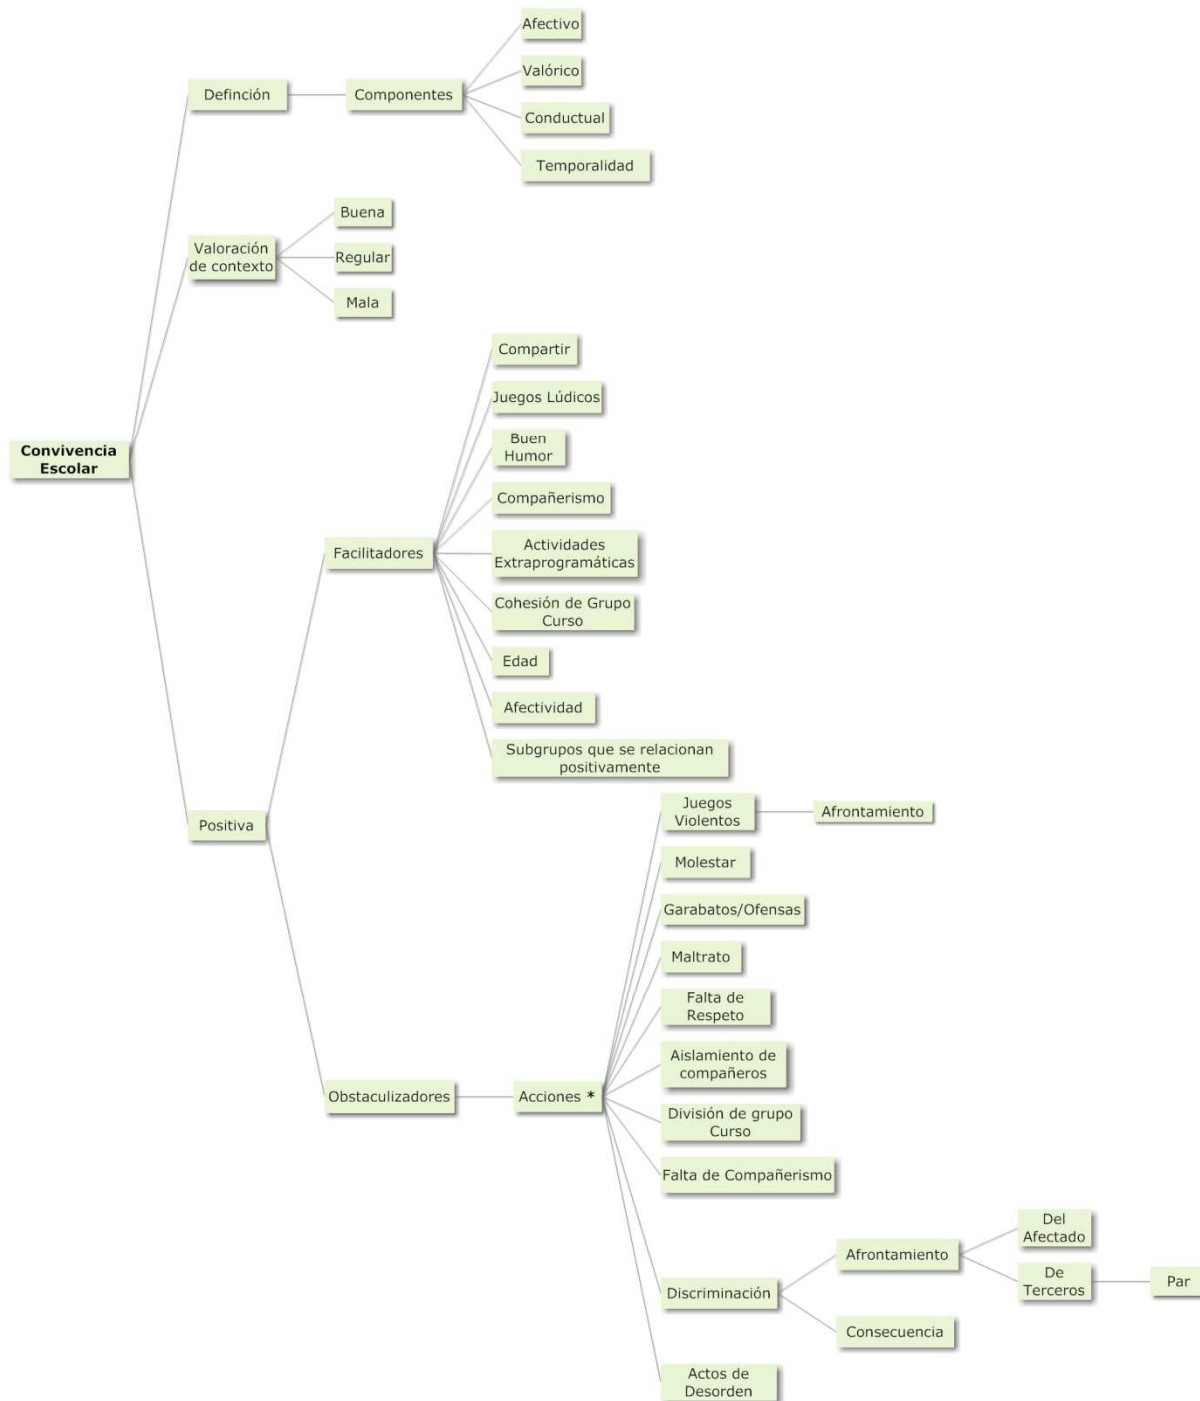 Afectivo
Valórico
Definción
Componentes
Conductual
Temporalidad
Buena
Valoración
de contexto
Regular
Mala
Compartir
Juegos Lúdicos
Buen
Humor
Convivencia
Escolar
Compañerismo
Facilitadores
Actividades
Extraprogramáticas
Cohesión de Grupo
Curso
Edad
Afectividad
Subgrupos que se relacionan
positivamente
Positiva
Juegos
Violentos
Afrontamiento
Molestar
Garabatos/Ofensas
Maltrato
Falta de
Respeto
Aislamiento de
compañeros
Obstaculizadores
Acciones *
División de grupo
Curso
Falta de Compañerismo
Discriminación
Afrontamiento
Del
Afectado
De
Terceros
Par
Consecuencia
Actos de
Desorden